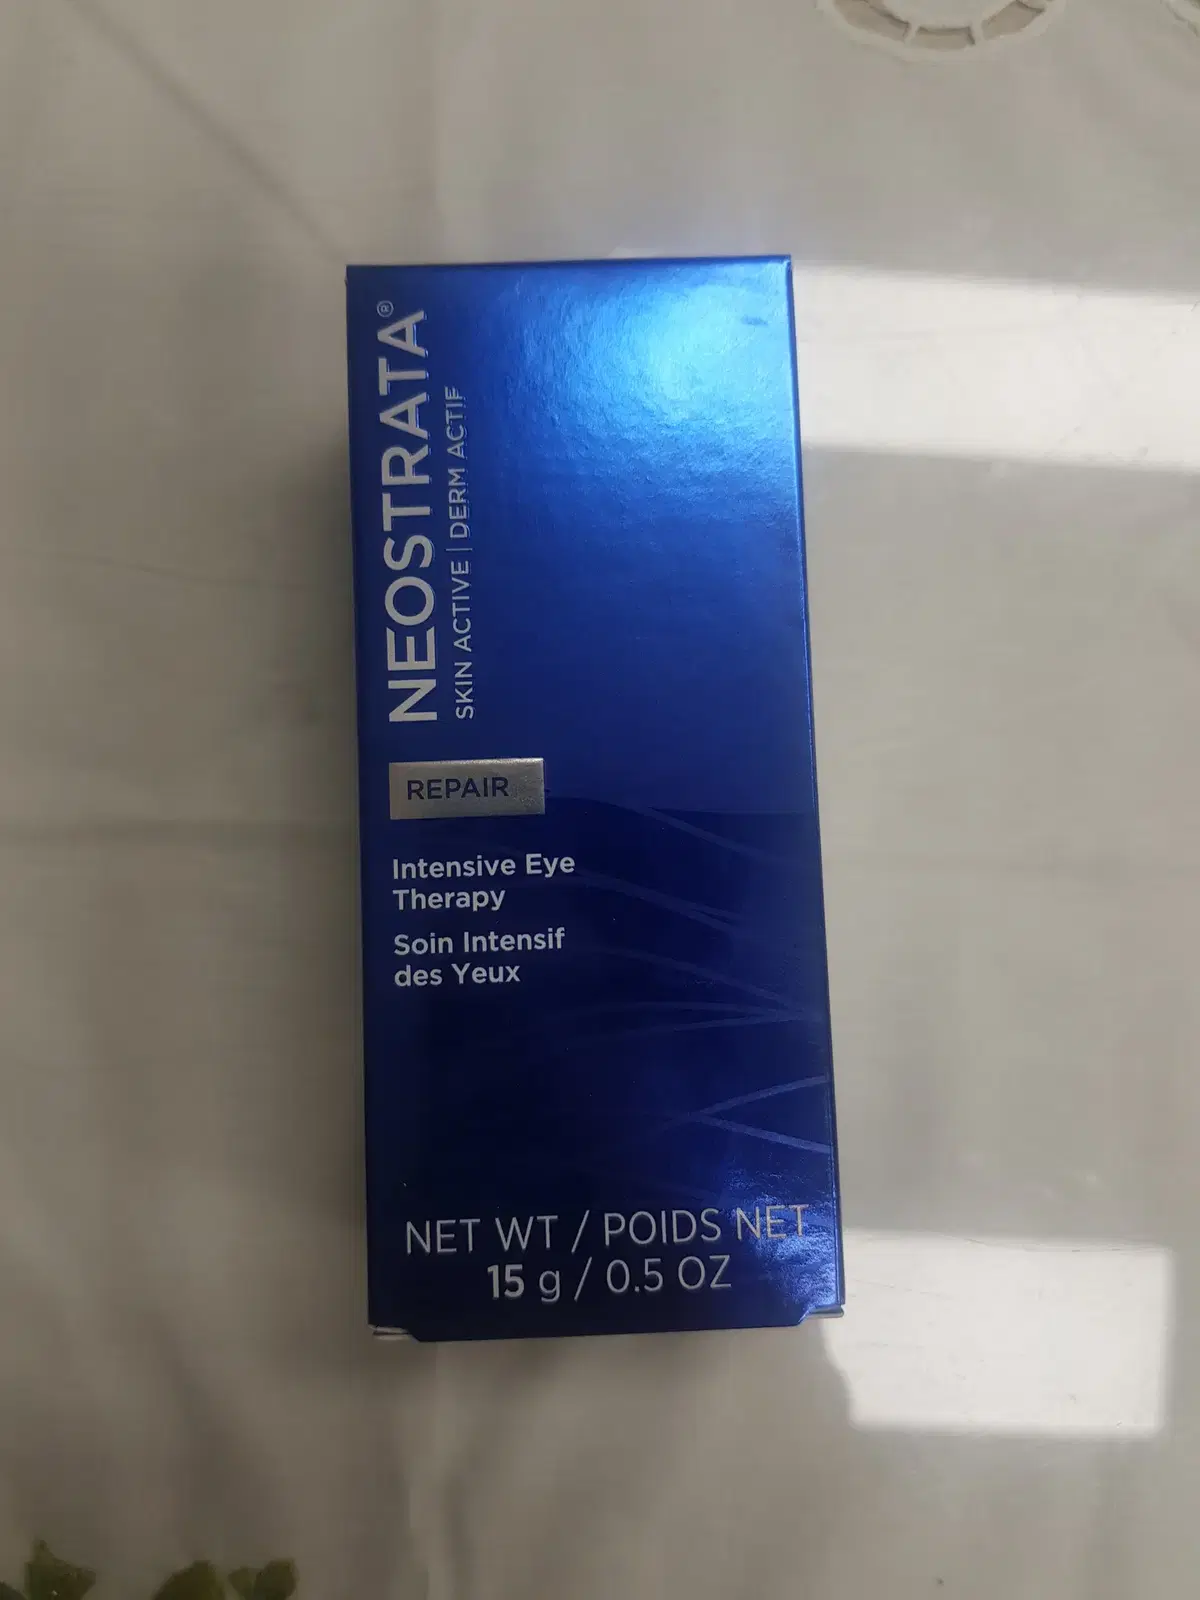 NEOSTRATA®
SKIN ACTIVE | DERM ACTIF
REPAIR
Intensive Eye
Therapy
Soin Intensif
des Yeux
NET WT / POIDS NET
15 g / 0.5 OZ